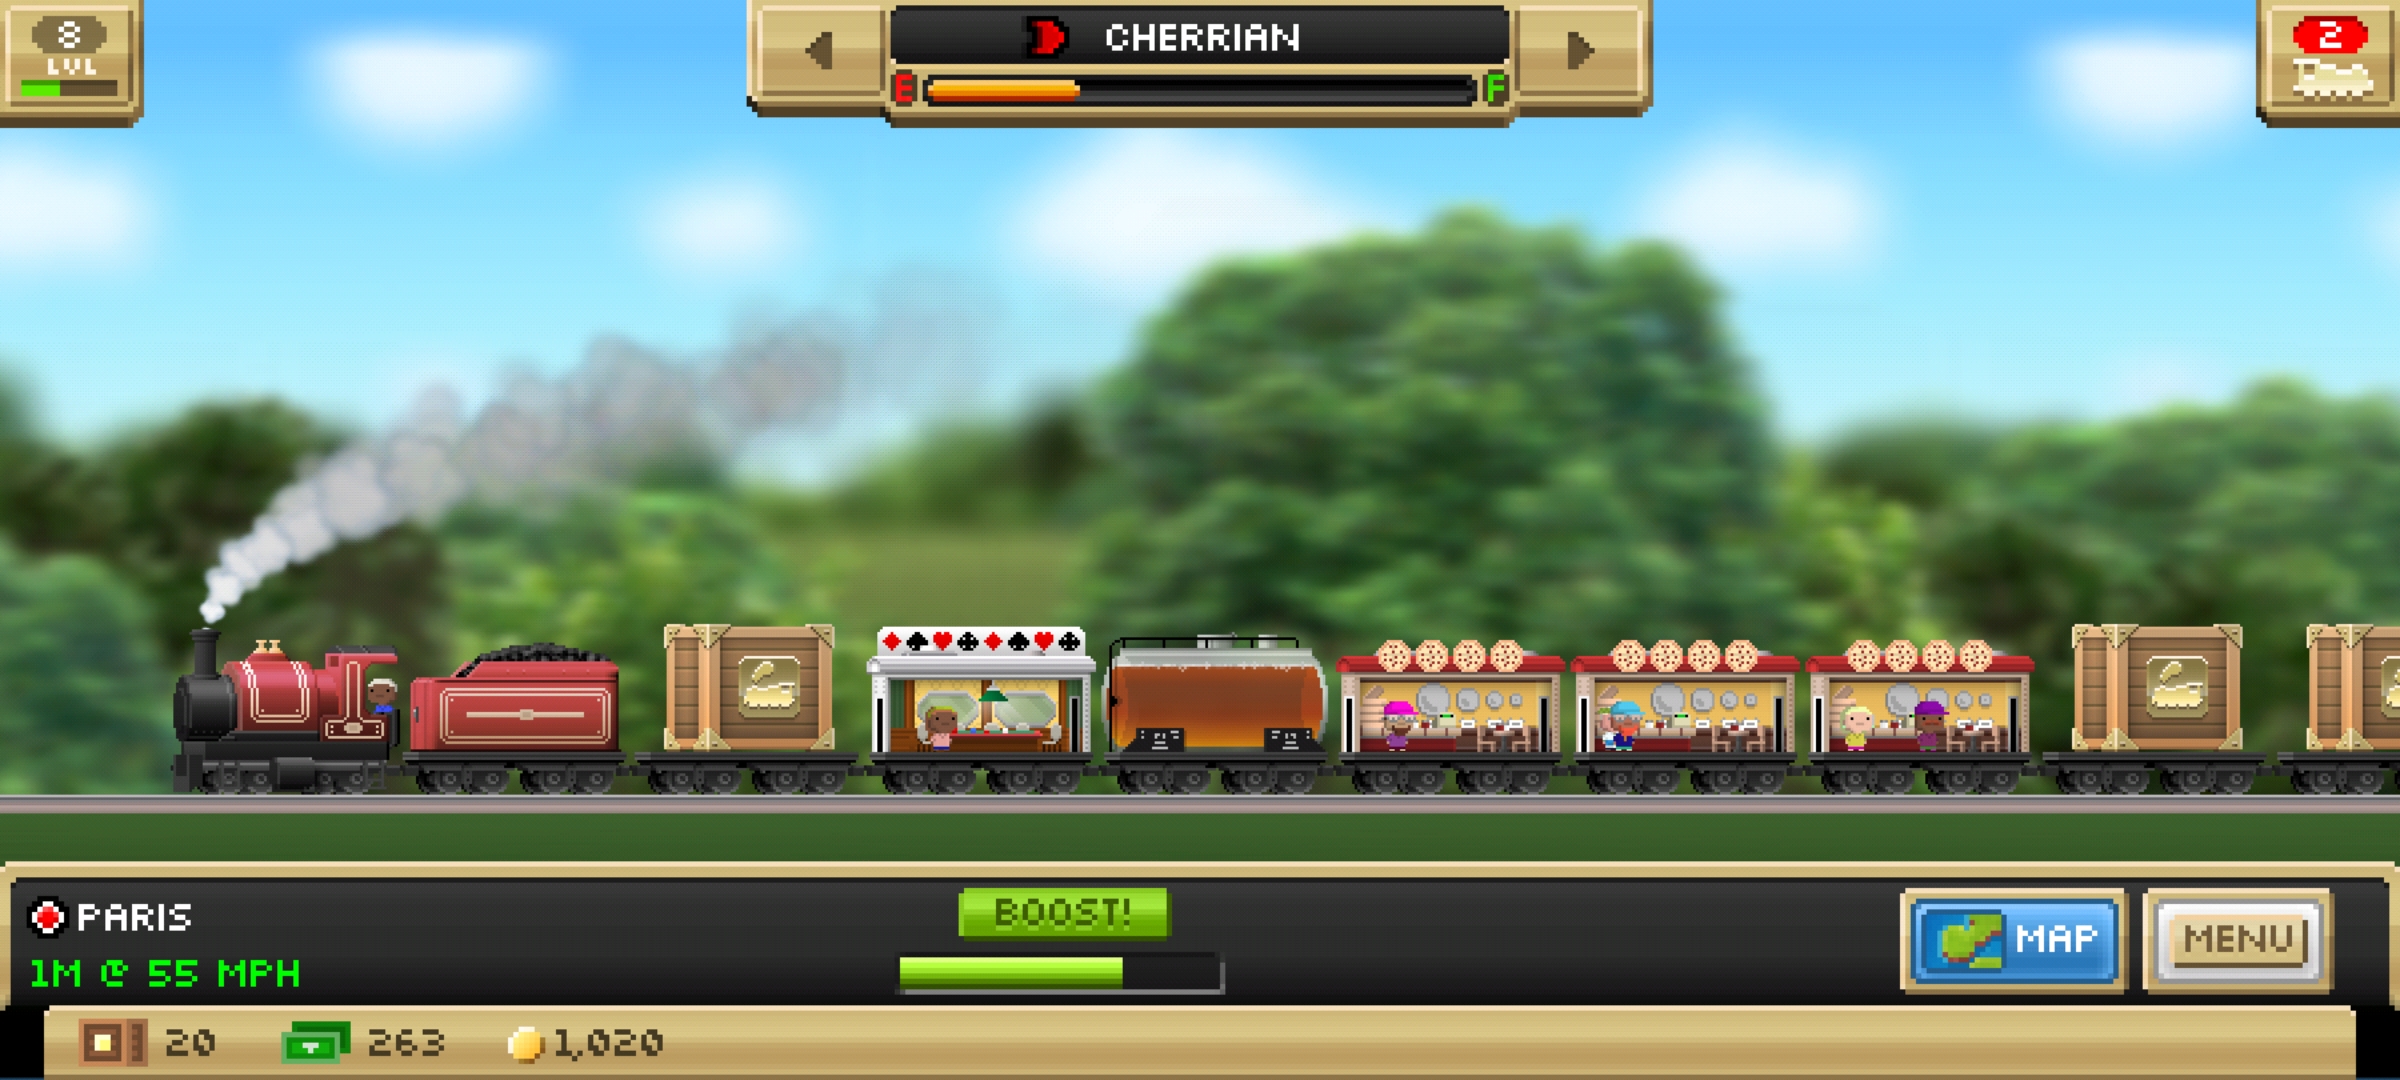 8
LVL
CHERRIAN
E F
2
PARIS
1M @ 55 MPH
BOOST!
MAP
MENU
20
263
1,020